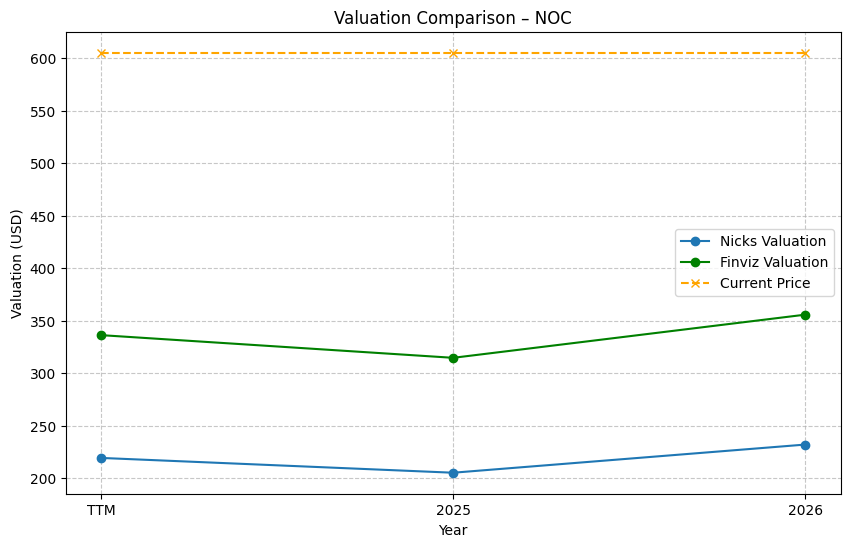 Valuation Comparison – NOC
Valuation (USD)
600
550
500
450
400
350
300
250
200
Nicks Valuation
Finviz Valuation
Current Price
TTM
2025
2026
Year